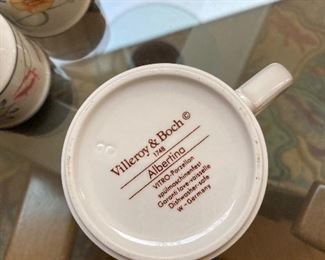 Villeroy & Boch©
1748
Albertina
VITRO-Porzellan
spülmaschinenfest
Garanti lave-vaisselle
Dishwasher-safe
W.-Germany